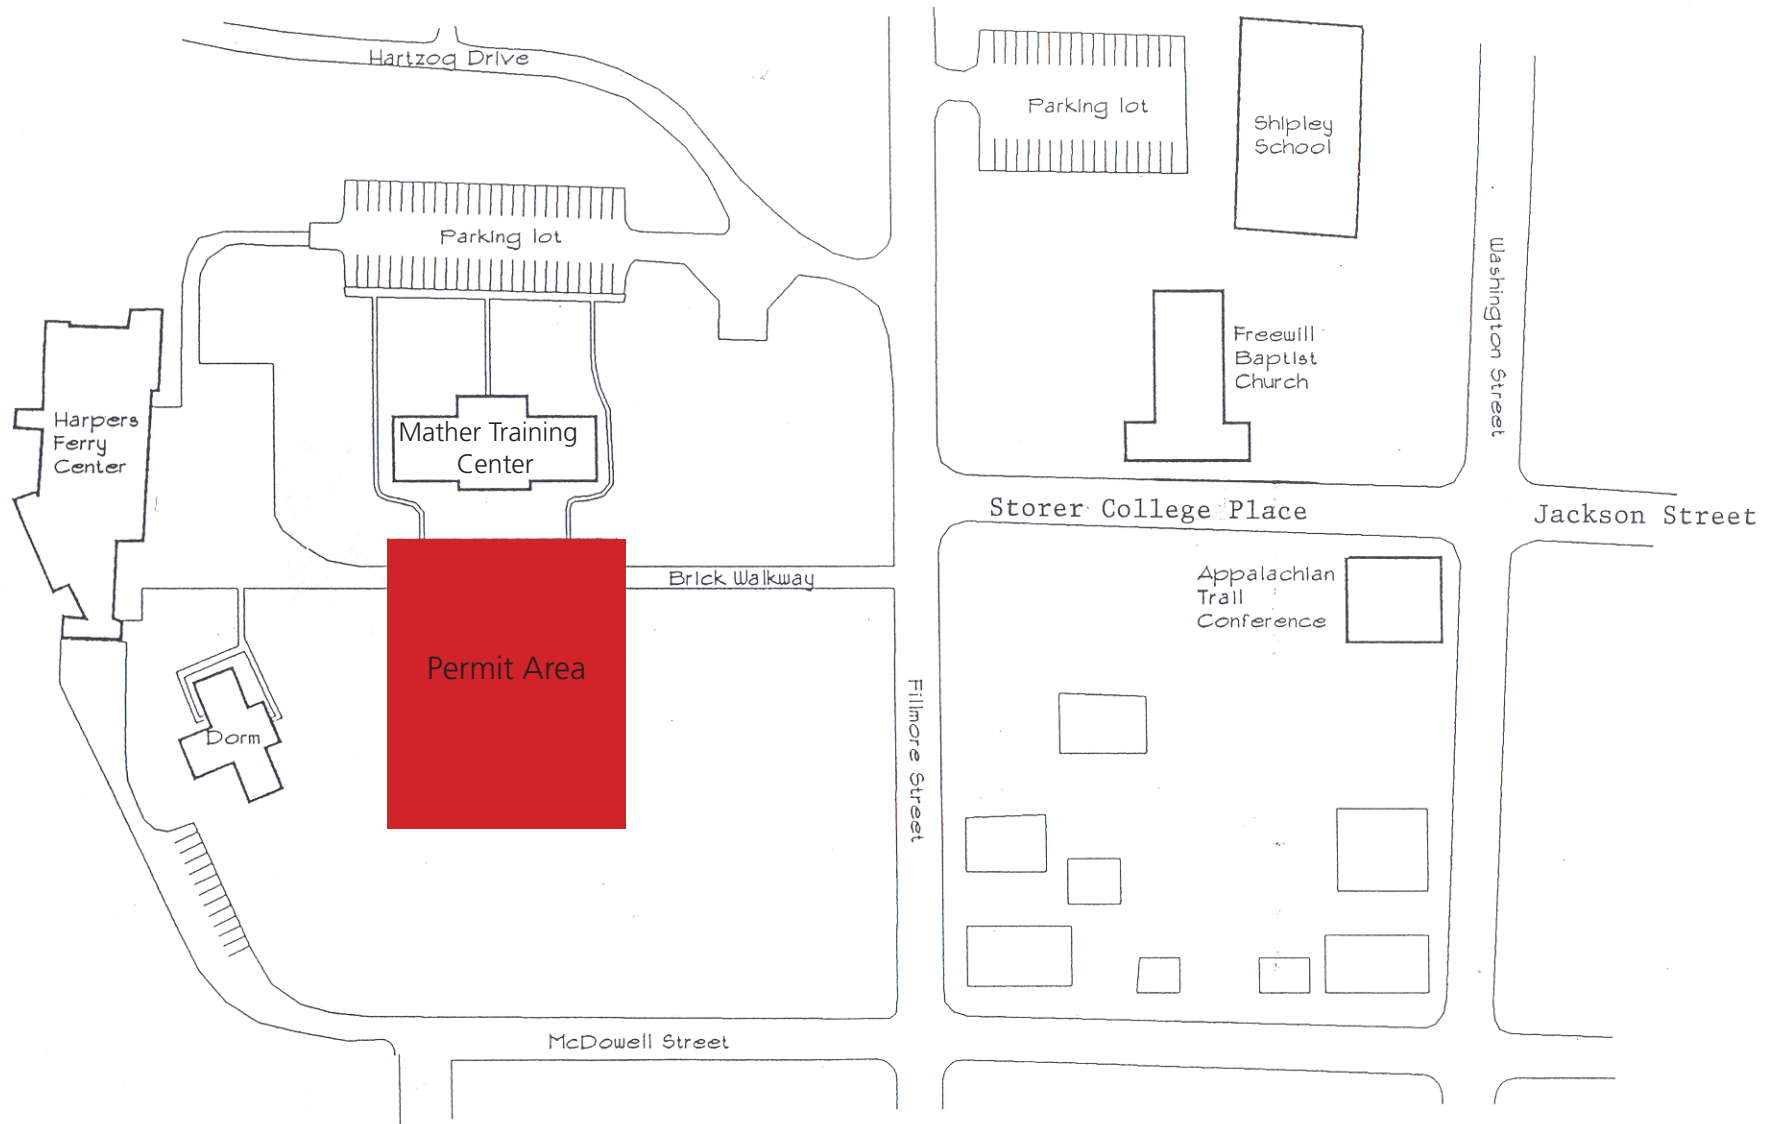 Hartzog Drive
Parking lot
Shipley
School
Parking lot
Washington Street
Freewill
Baptist
Church
Harpers
Ferry
Center
Mather Training
Center
Storer College Place
Jackson Street
Brick Walkway
Appalachian
Trail
Conference
Permit Area
Fillmore Street
Dorm
McDowell Street